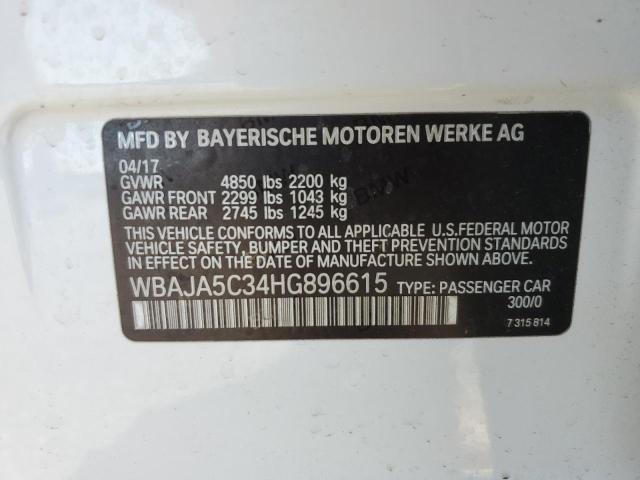 MFD BY BAYERISCHE MOTOREN WERKE AG
04/17
GVWR 4850 lbs 2200 kg
GAWR FRONT 2299 lbs 1043 kg
GAWR REAR 2745 lbs 1245 kg
THIS VEHICLE CONFORMS TO ALL APPLICABLE U.S.FEDERAL MOTOR
VEHICLE SAFETY, BUMPER AND THEFT PREVENTION STANDARDS
IN EFFECT ON THE DATE OF MANUFACTURE SHOWN ABOVE.
WBAJA5C34HG896615 TYPE: PASSENGER CAR
300/0
7 315 814